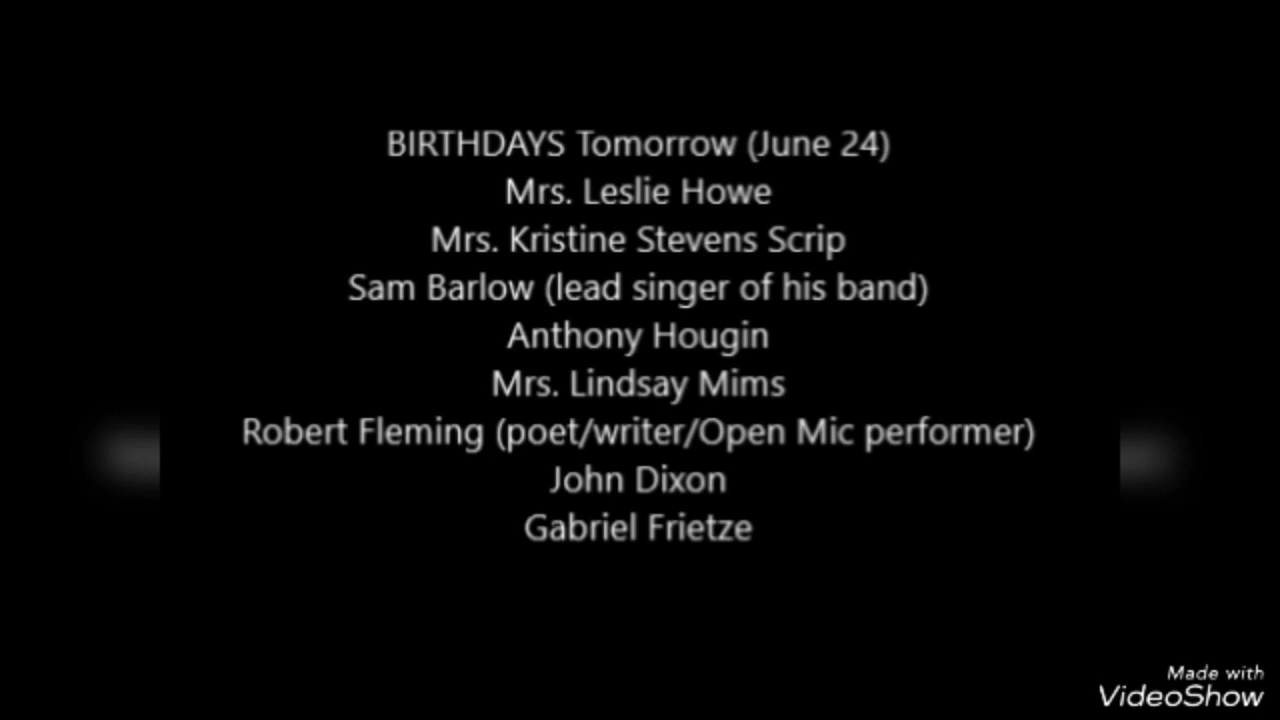 BIRTHDAYS Tomorrow (June 24)
Mrs. Leslie Howe
Mrs. Kristine Stevens Scrip
Sam Barlow (lead singer of his band)
Anthony Hougin
Mrs. Lindsay Mims
Robert Fleming (poet/writer/Open Mic performer)
John Dixon
Gabriel Frietze
Made with
VideoShow